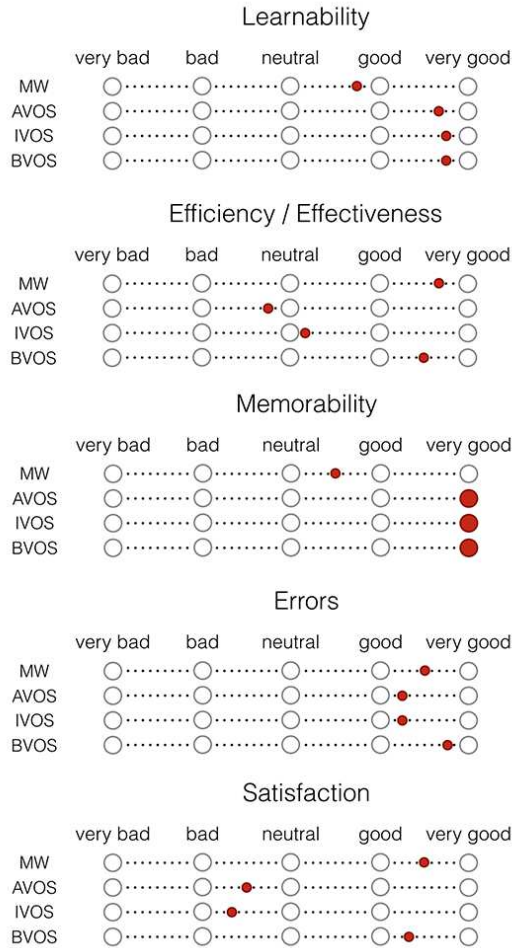 Learnability
very bad bad neutral good very good
MW
AVOS
IVOS
BVOS
Efficiency / Effectiveness
very bad bad neutral good very good
MW
AVOS
IVOS
BVOS
Memorability
very bad bad neutral good very good
MW
AVOS
IVOS
BVOS
Errors
very bad bad neutral good very good
MW
AVOS
IVOS
BVOS
Satisfaction
very bad bad neutral good very good
MW
AVOS
IVOS
BVOS